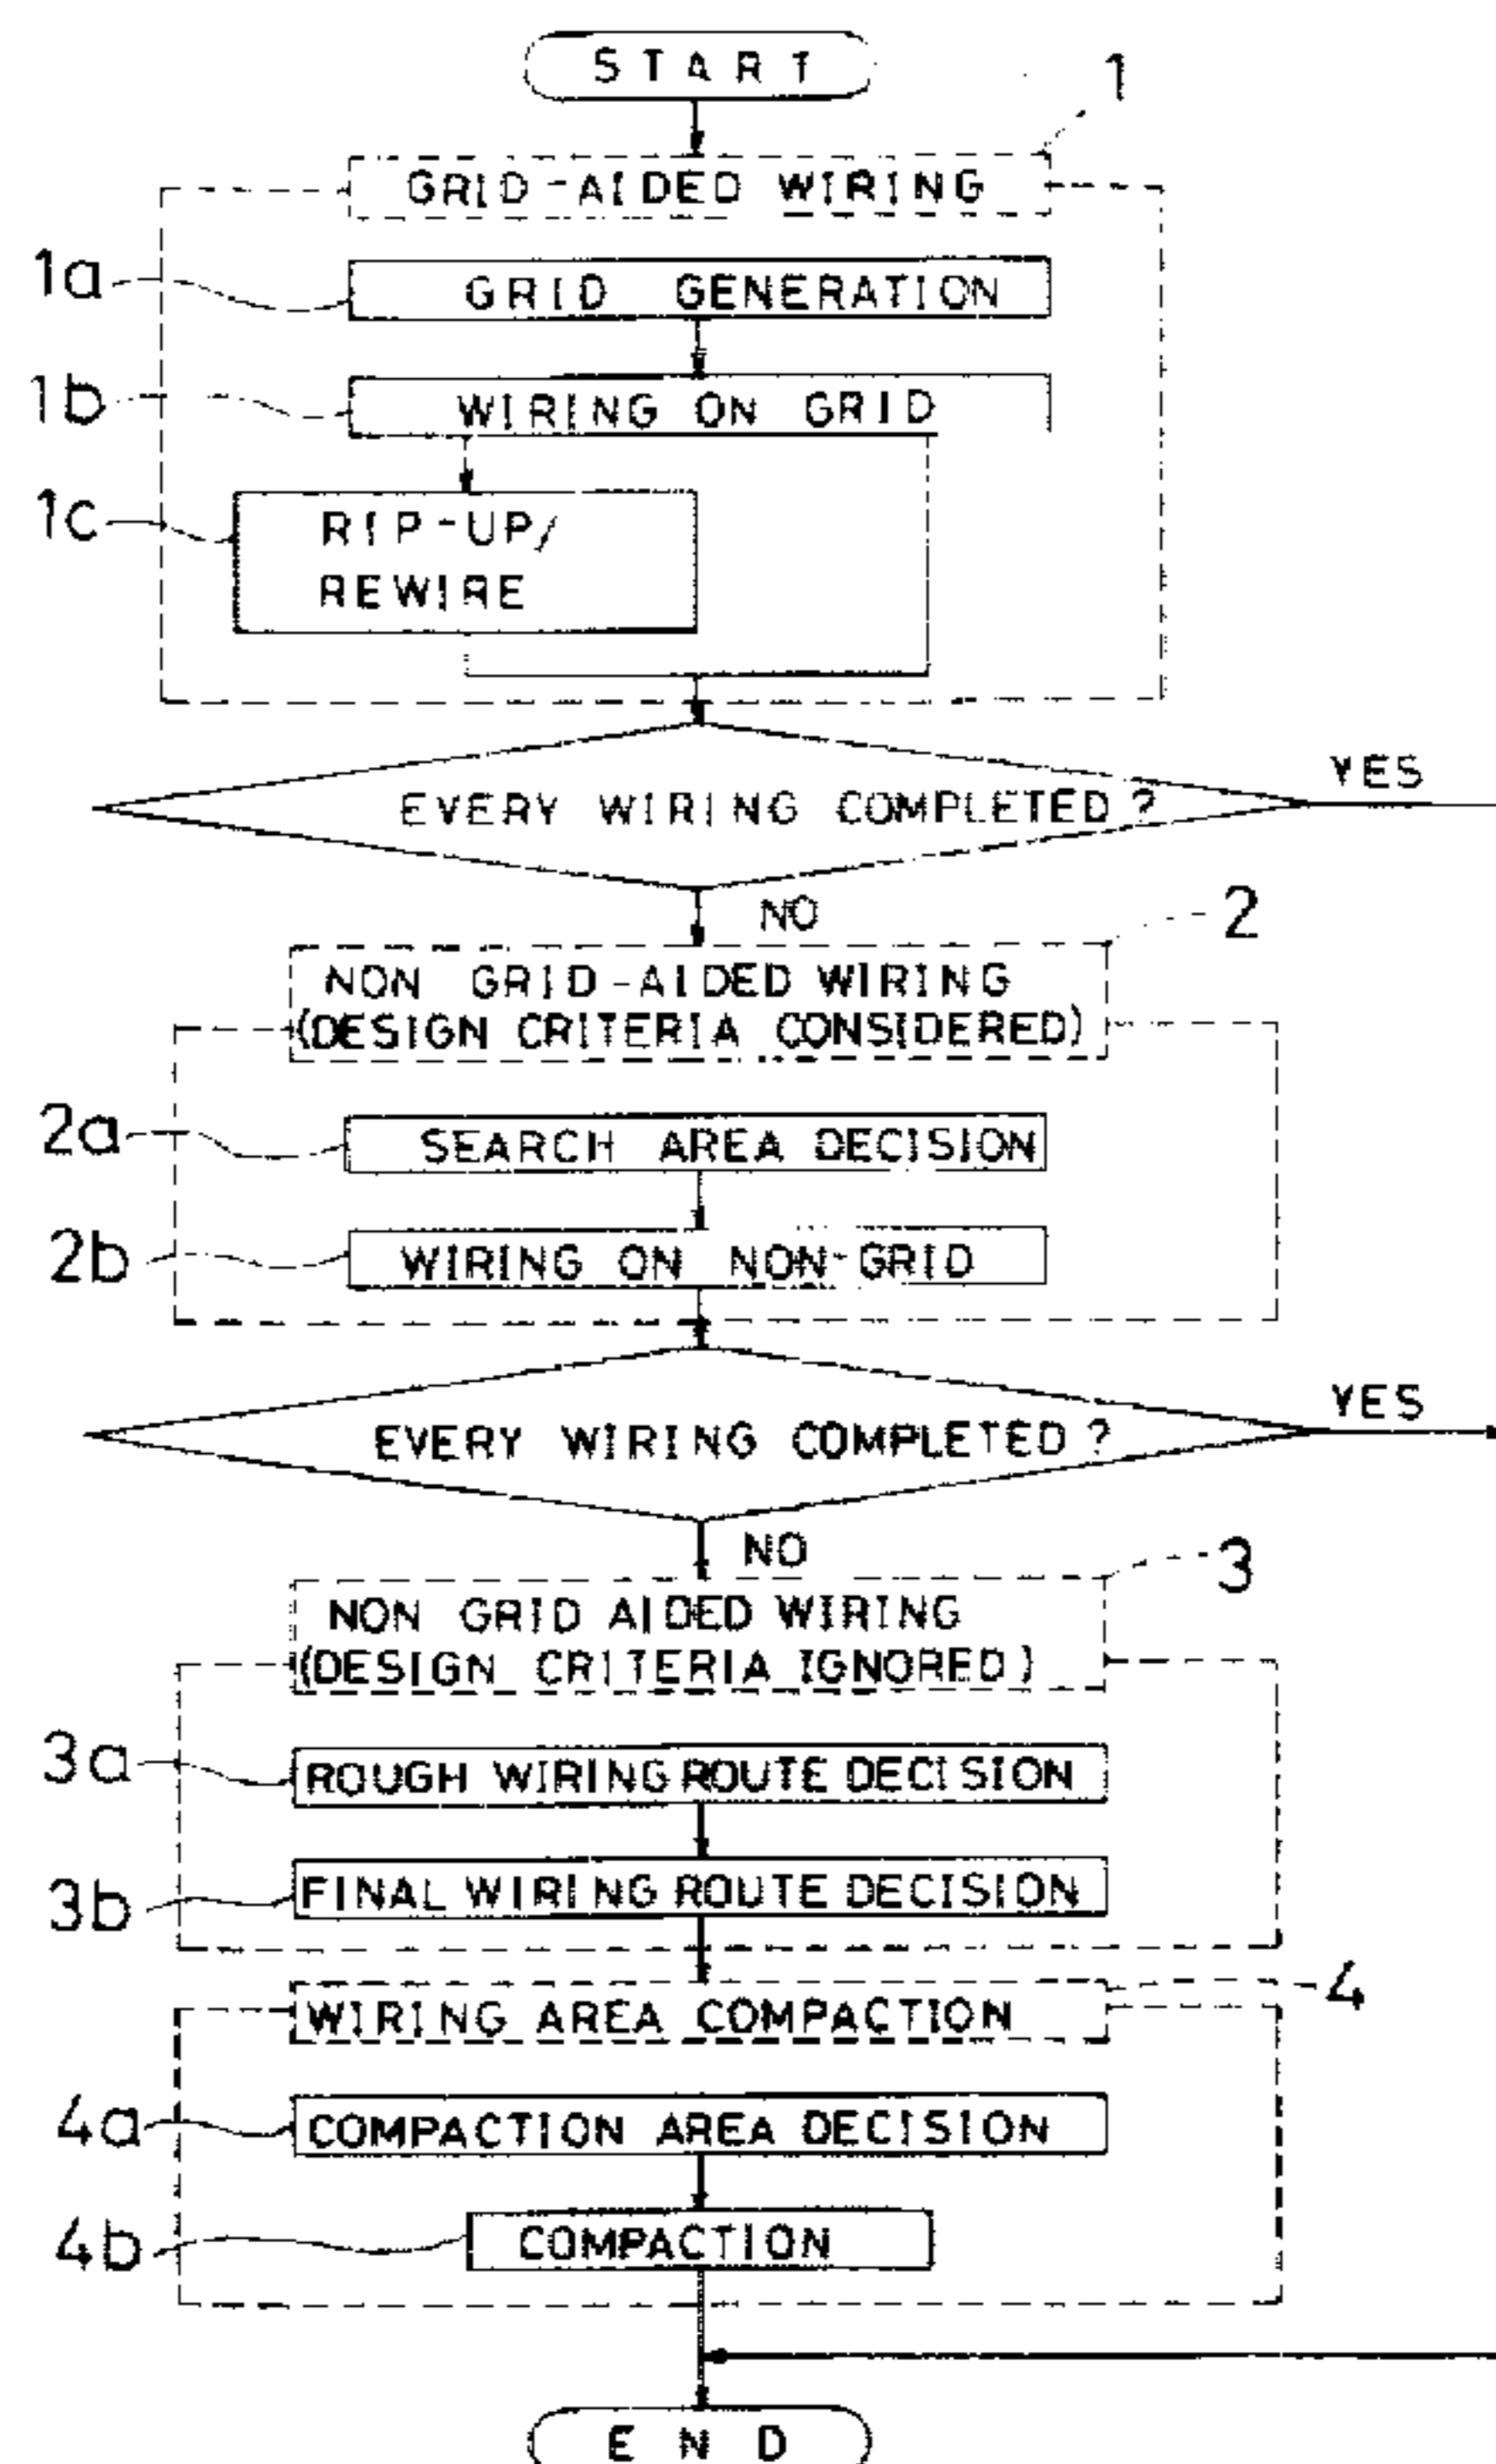 START
1
GRID-AIDED WIRING
1a
GRID GENERATION
1b
WIRING ON GRID
1c
RIP-UP/
REWIRE
EVERY WIRING COMPLETED?
YES
NO
2
NON GRID-AIDED WIRING
(DESIGN CRITERIA CONSIDERED)
2a
SEARCH AREA DECISION
2b
WIRING ON NON-GRID
EVERY WIRING COMPLETED?
YES
NO
3
NON GRID AIDED WIRING
(DESIGN CRITERIA IGNORED)
3a
ROUGH WIRING ROUTE DECISION
3b
FINAL WIRING ROUTE DECISION
4
WIRING AREA COMPACTION
4a
COMPACTION AREA DECISION
4b
COMPACTION
END